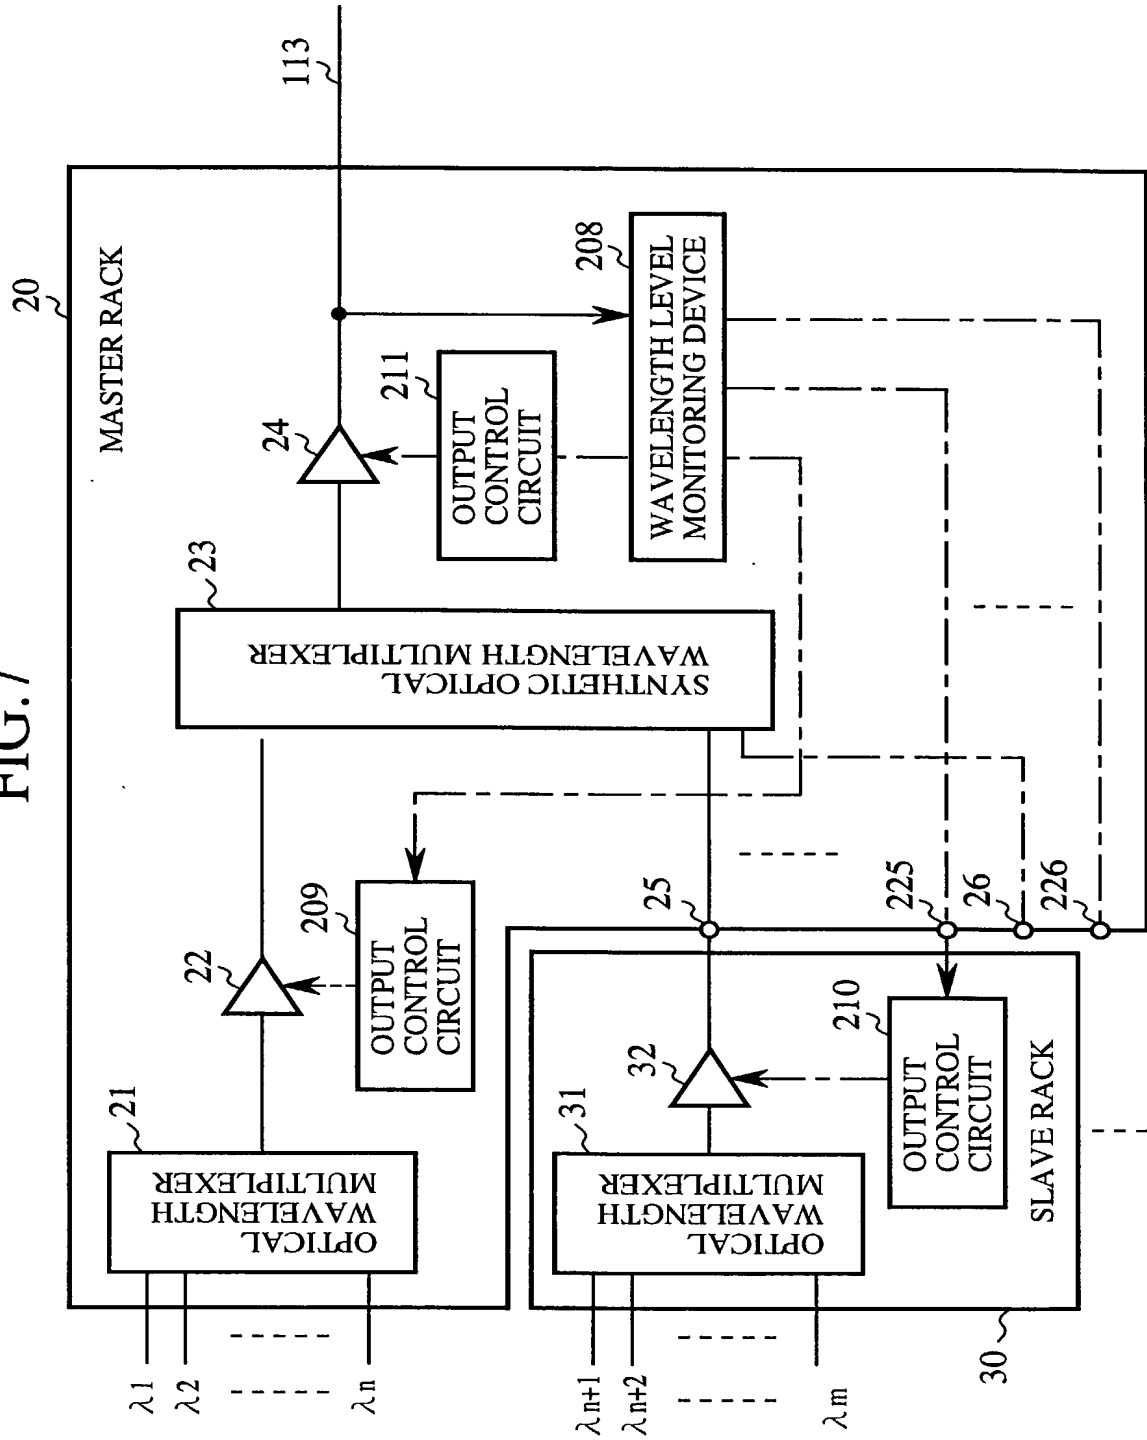 FIG. 7
20
MASTER RACK
113
21
OPTICAL
WAVELENGTH
MULTIPLEXER
22
209
OUTPUT
CONTROL
CIRCUIT
23
SYNTHETIC OPTICAL
WAVELENGTH MULTIPLEXER
24
211
OUTPUT
CONTROL
CIRCUIT
208
WAVELENGTH LEVEL
MONITORING DEVICE
λ1
λ2
λn
25
225
26
226
31
OPTICAL
WAVELENGTH
MULTIPLEXER
32
210
OUTPUT
CONTROL
CIRCUIT
SLAVE RACK
30
λn+1
λn+2
λm